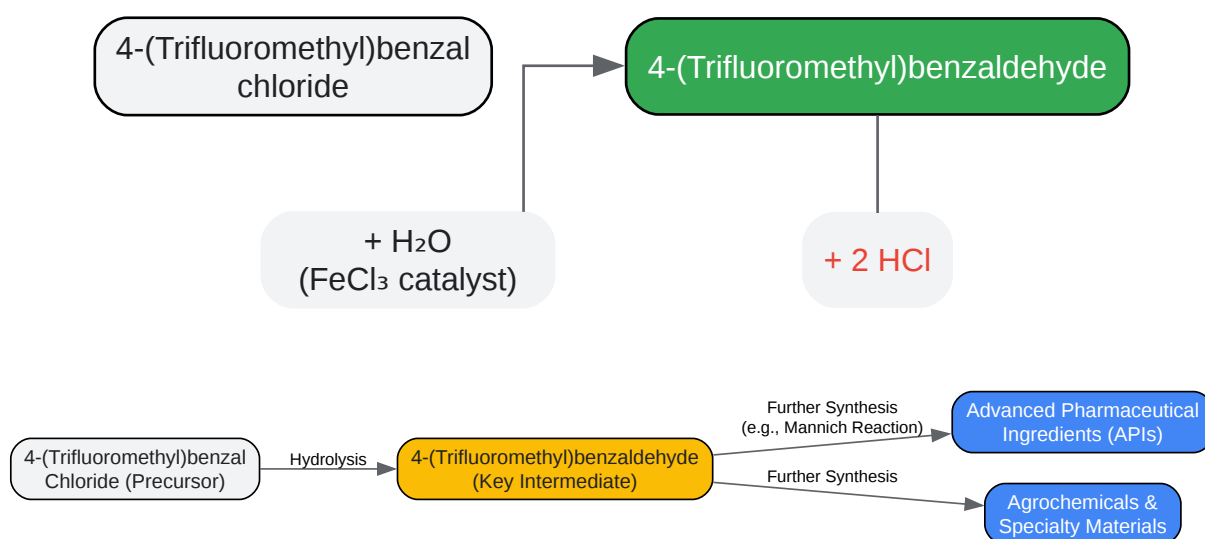 4-(Trifluoromethyl)benzal
chloride
4-(Trifluoromethyl)benzaldehyde
+ H₂O
(FeCl₃ catalyst)
+ 2 HCl
4-(Trifluoromethyl)benzal
Chloride (Precursor)
Hydrolysis
4-(Trifluoromethyl)benzaldehyde
(Key Intermediate)
Further Synthesis
(e.g., Mannich Reaction)
Advanced Pharmaceutical
Ingredients (APIs)
Further Synthesis
Agrochemicals &
Specialty Materials